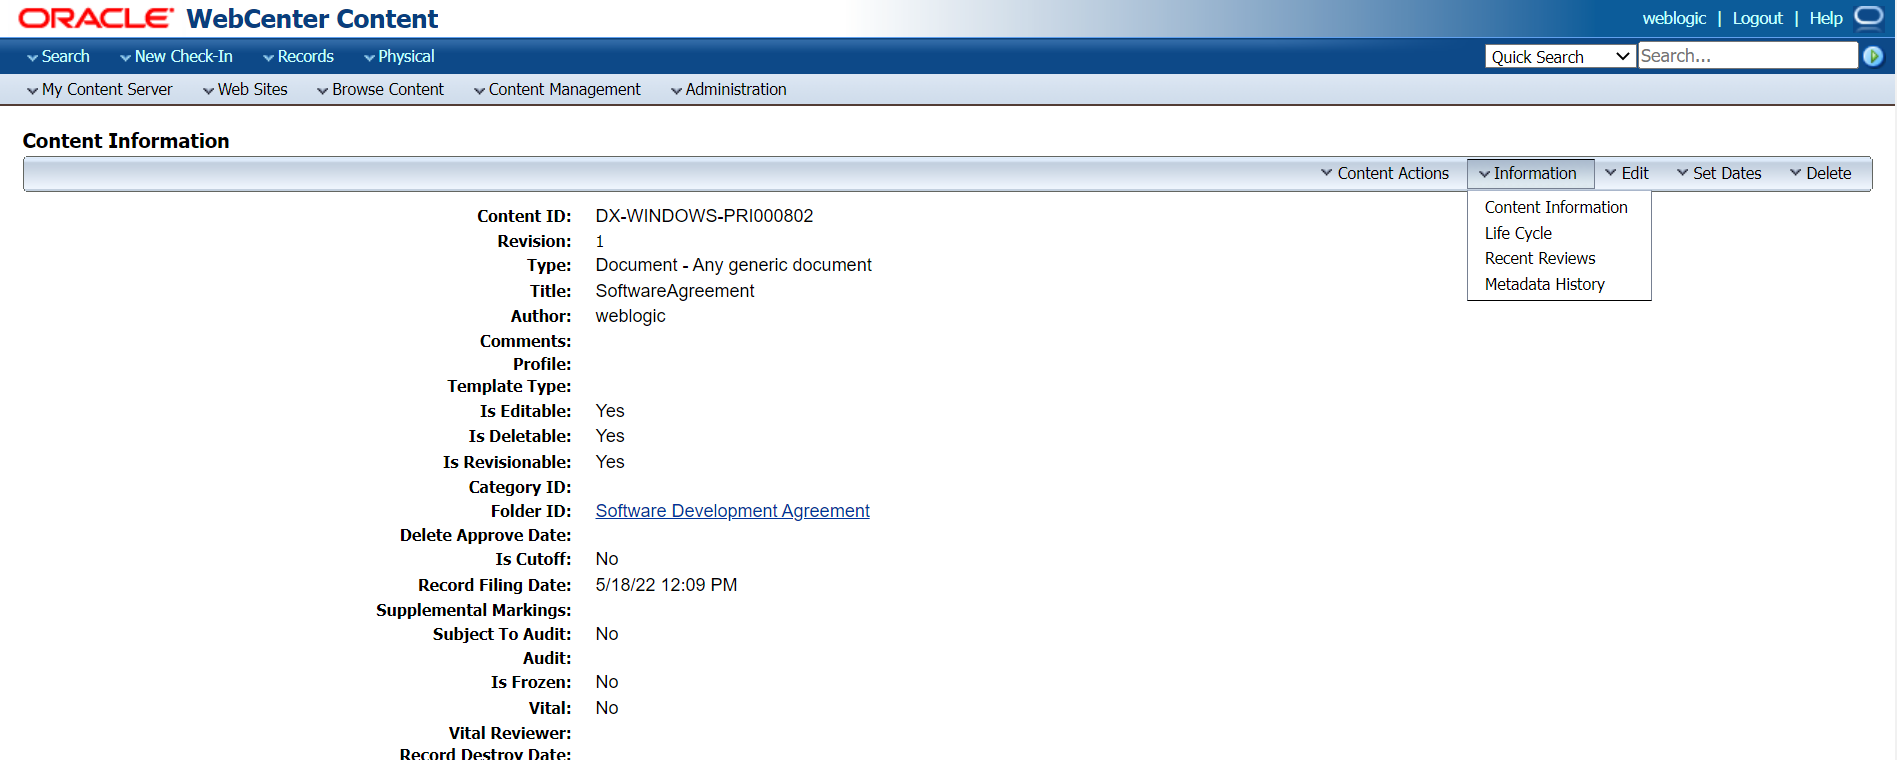 ORACLE WebCenter Content
weblogic | Logout | Help
Search New Check-In Records Physical
Quick Search Search...
My Content Server Web Sites Browse Content Content Management Administration
Content Information
Content Actions Information Edit Set Dates Delete
Content Information
Life Cycle
Recent Reviews
Metadata History
Content ID: DX-WINDOWS-PRI000802
Revision: 1
Type: Document - Any generic document
Title: SoftwareAgreement
Author: weblogic
Comments:
Profile:
Template Type:
Is Editable: Yes
Is Deletable: Yes
Is Revisionable: Yes
Category ID:
Folder ID: Software Development Agreement
Delete Approve Date:
Is Cutoff: No
Record Filing Date: 5/18/22 12:09 PM
Supplemental Markings:
Subject To Audit: No
Audit:
Is Frozen: No
Vital: No
Vital Reviewer:
Record Destroy Date: